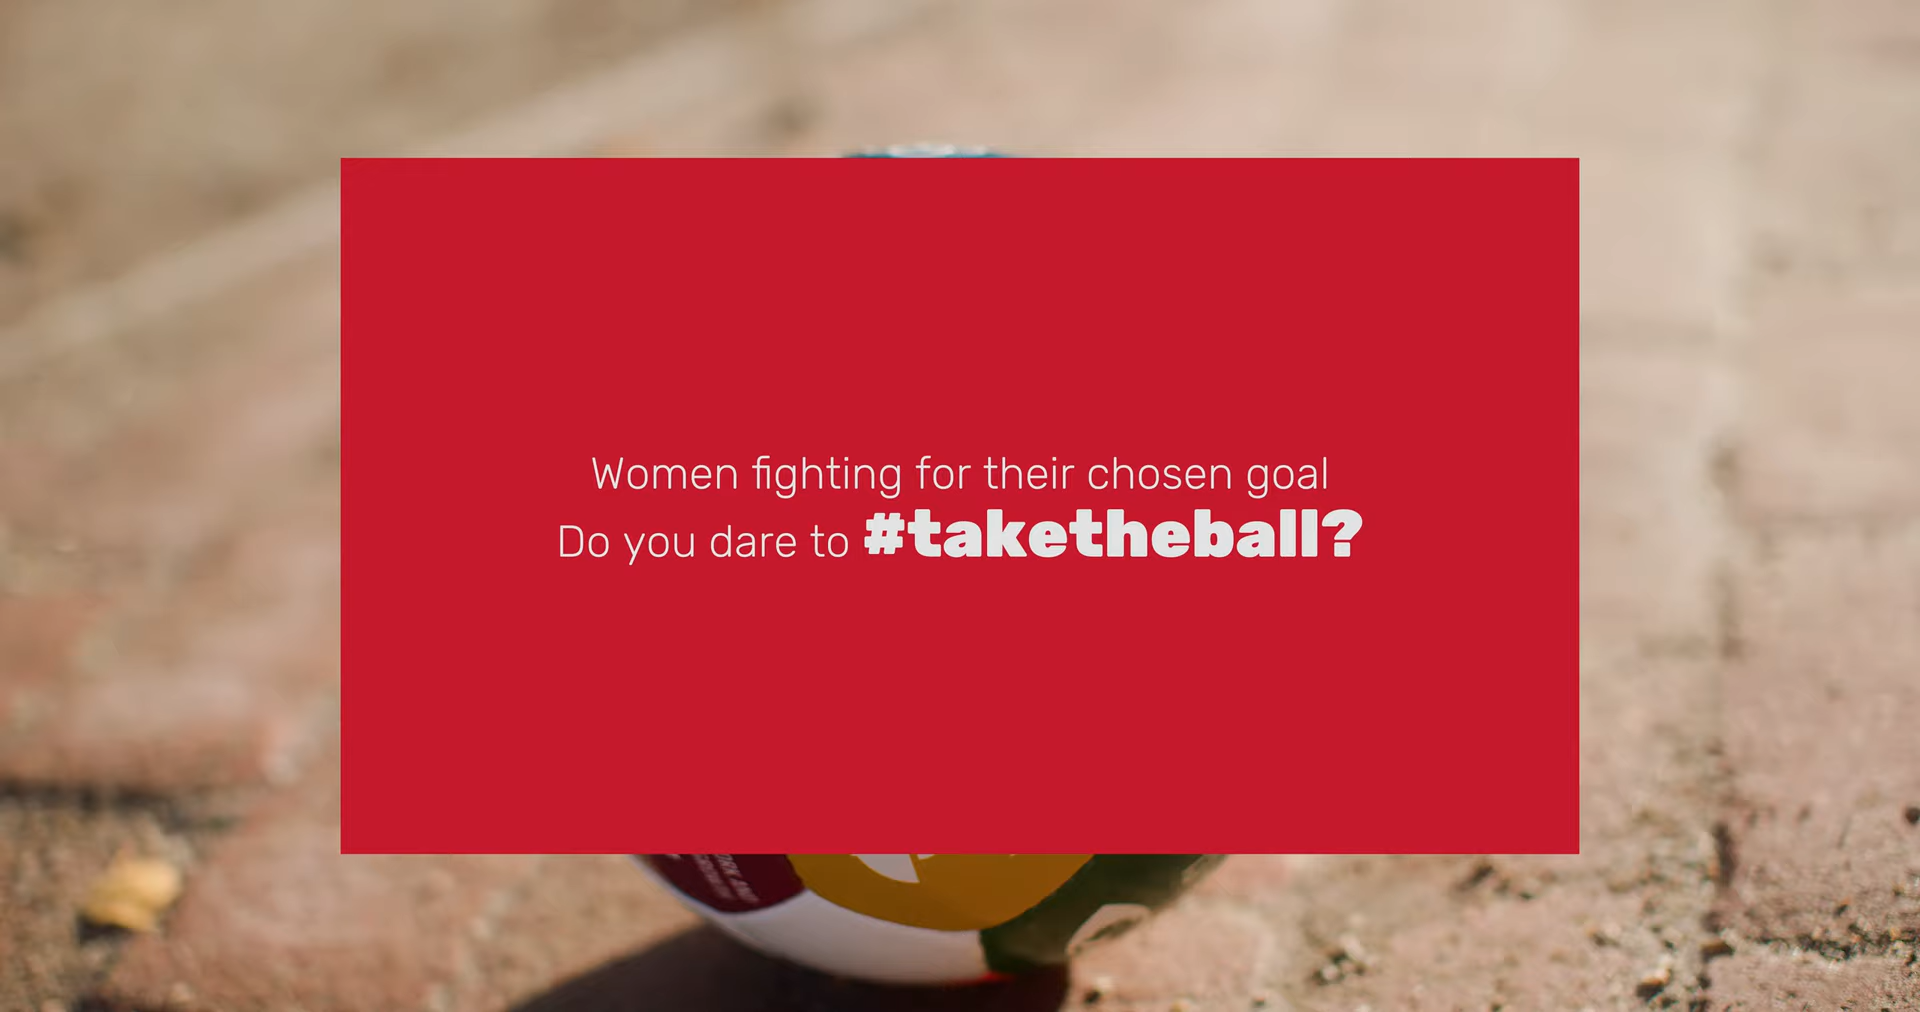 Women fighting for their chosen goal
Do you dare to #taketheball?